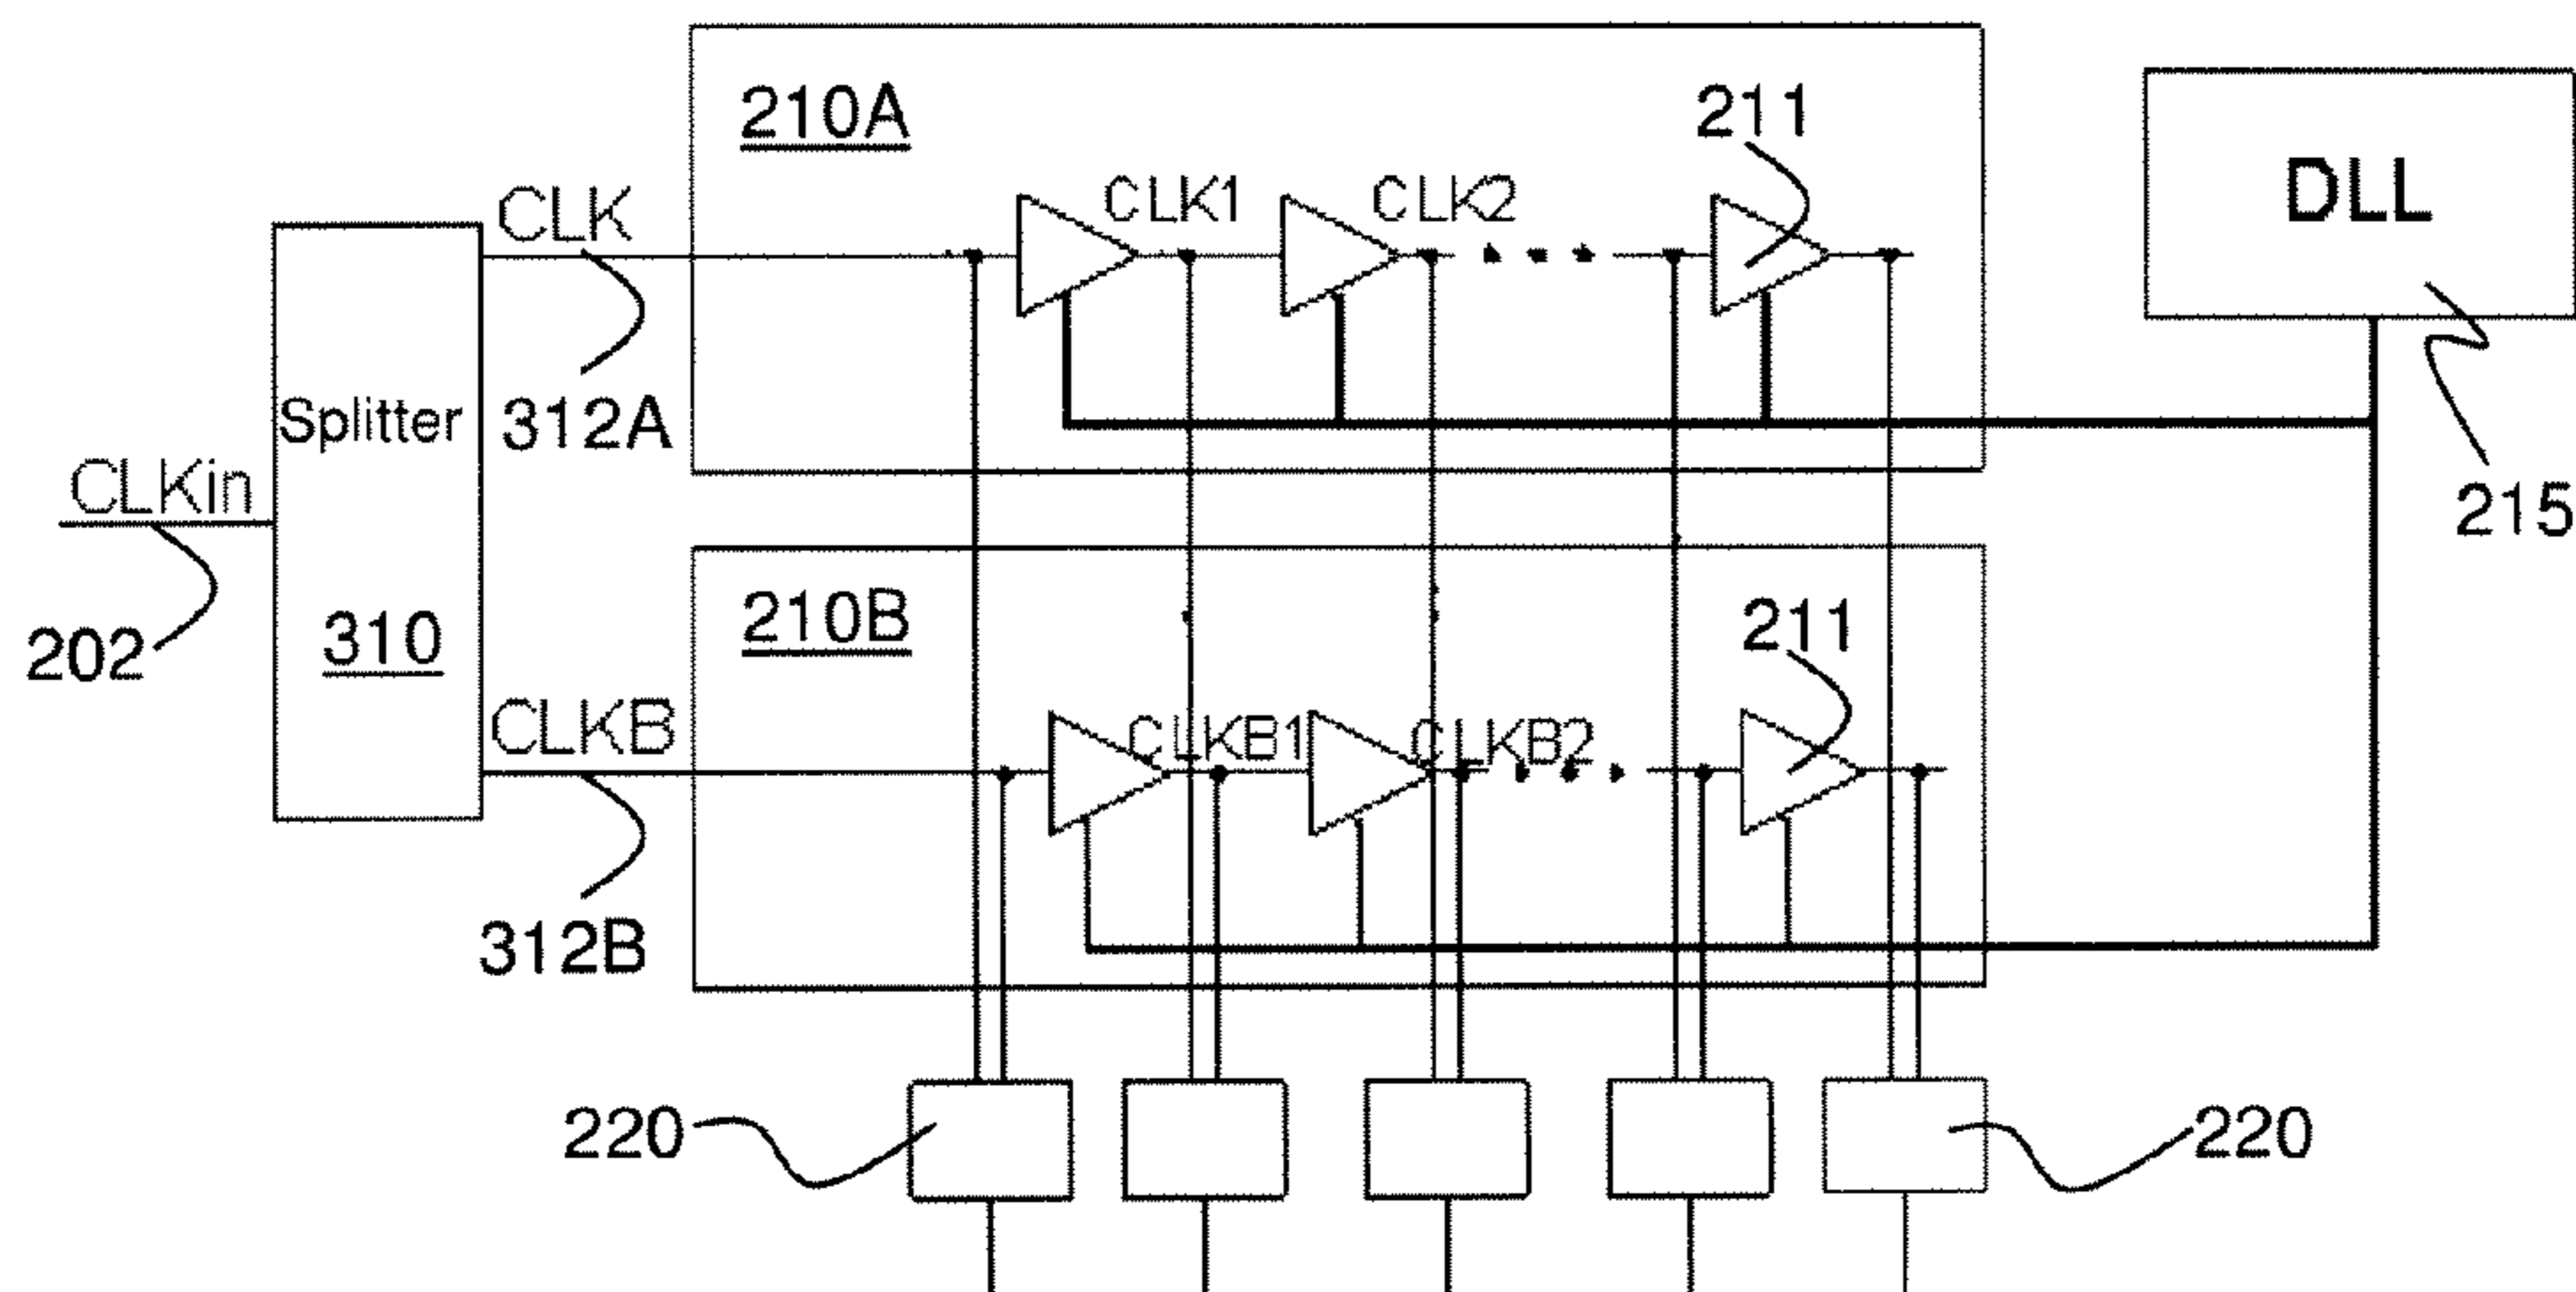 210A
211
DLL
CLK
CLK1
CLK2
Splitter
312A
CLKin
215
202
310
210B
211
CLKB
CLKB1
CLKB2
312B
220
220